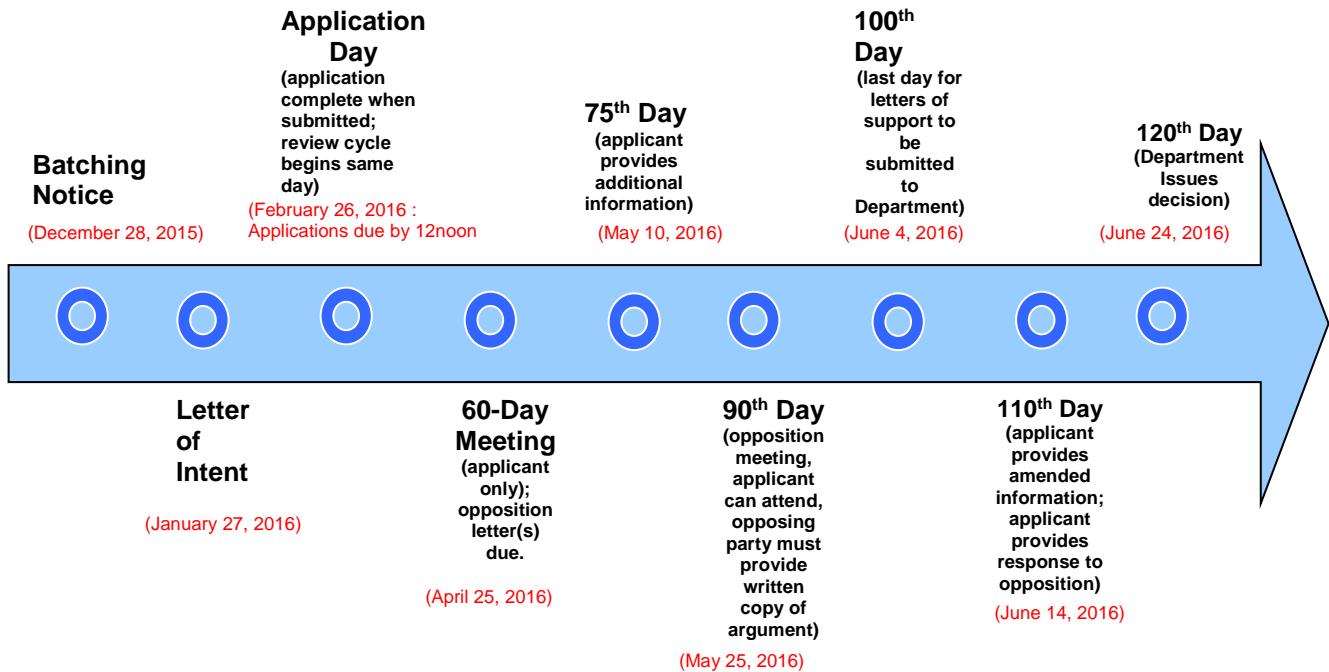 Batching
Notice
(December 28, 2015)
Letter
of
Intent
(January 27, 2016)
Application
Day
(application
complete when
submitted;
review cycle
begins same
day)
(February 26, 2016 :
Applications due by 12noon
60-Day
Meeting
(applicant
only);
opposition
letter(s)
due.
(April 25, 2016)
75th Day
(applicant
provides
additional
information)
(May 10, 2016)
90th Day
(opposition
meeting,
applicant
can attend,
opposing
party must
provide
written
copy of
argument)
(May 25, 2016)
100th
Day
(last day for
letters of
support to
be
submitted
to
Department)
(June 4, 2016)
110th Day
(applicant
provides
amended
information;
applicant
provides
response to
opposition)
(June 14, 2016)
120th Day
(Department
Issues
decision)
(June 24, 2016)